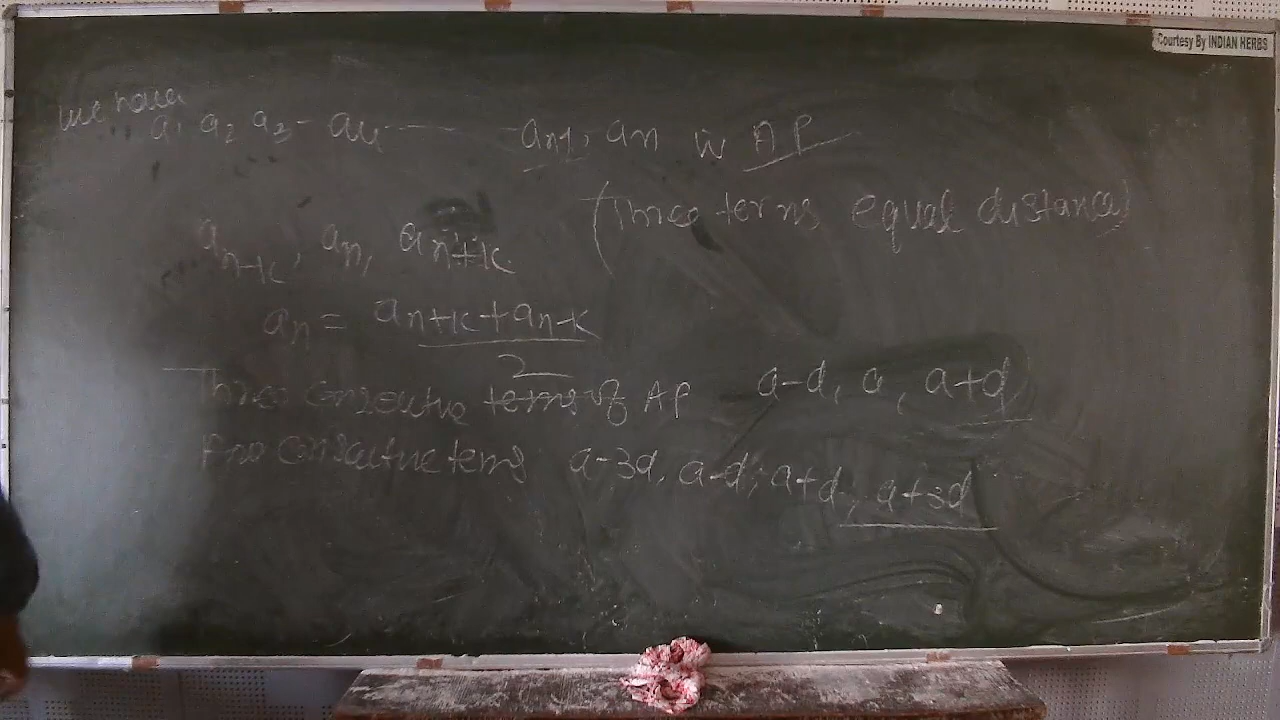 Courtesy By INDIAN HERBS
we have
a1 a2 a3 - a4 ---- an-1, an in AP
(Three terms equal distance)
an-k, an, an+k
an = an+k + an-k / 2
Three consecutive terms of AP a-d, a, a+d
consecutive terms a-3d, a-d, a+d, a+3d